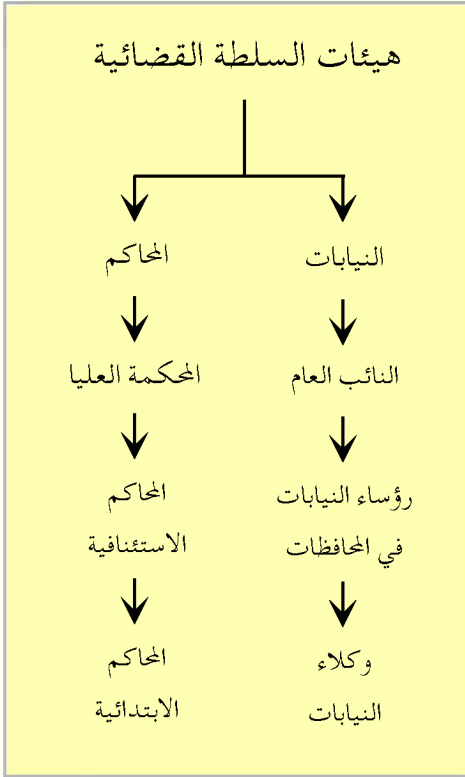 هيئات السلطة القضائية
النيابات
المحاكم
النائب العام
المحكمة العليا
رؤساء النيابات
في المحافظات
المحاكم
الاستئنافية
وكلاء
النيابات
المحاكم
الابتدائية